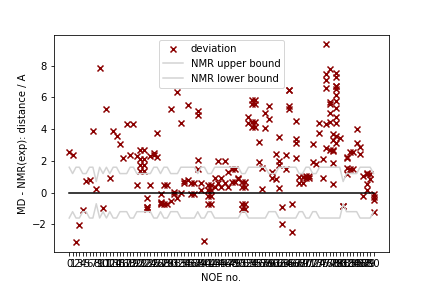 deviation
NMR upper bound
NMR lower bound
MD - NMR(exp): distance / A
8
6
4
2
0
−2
NOE no.